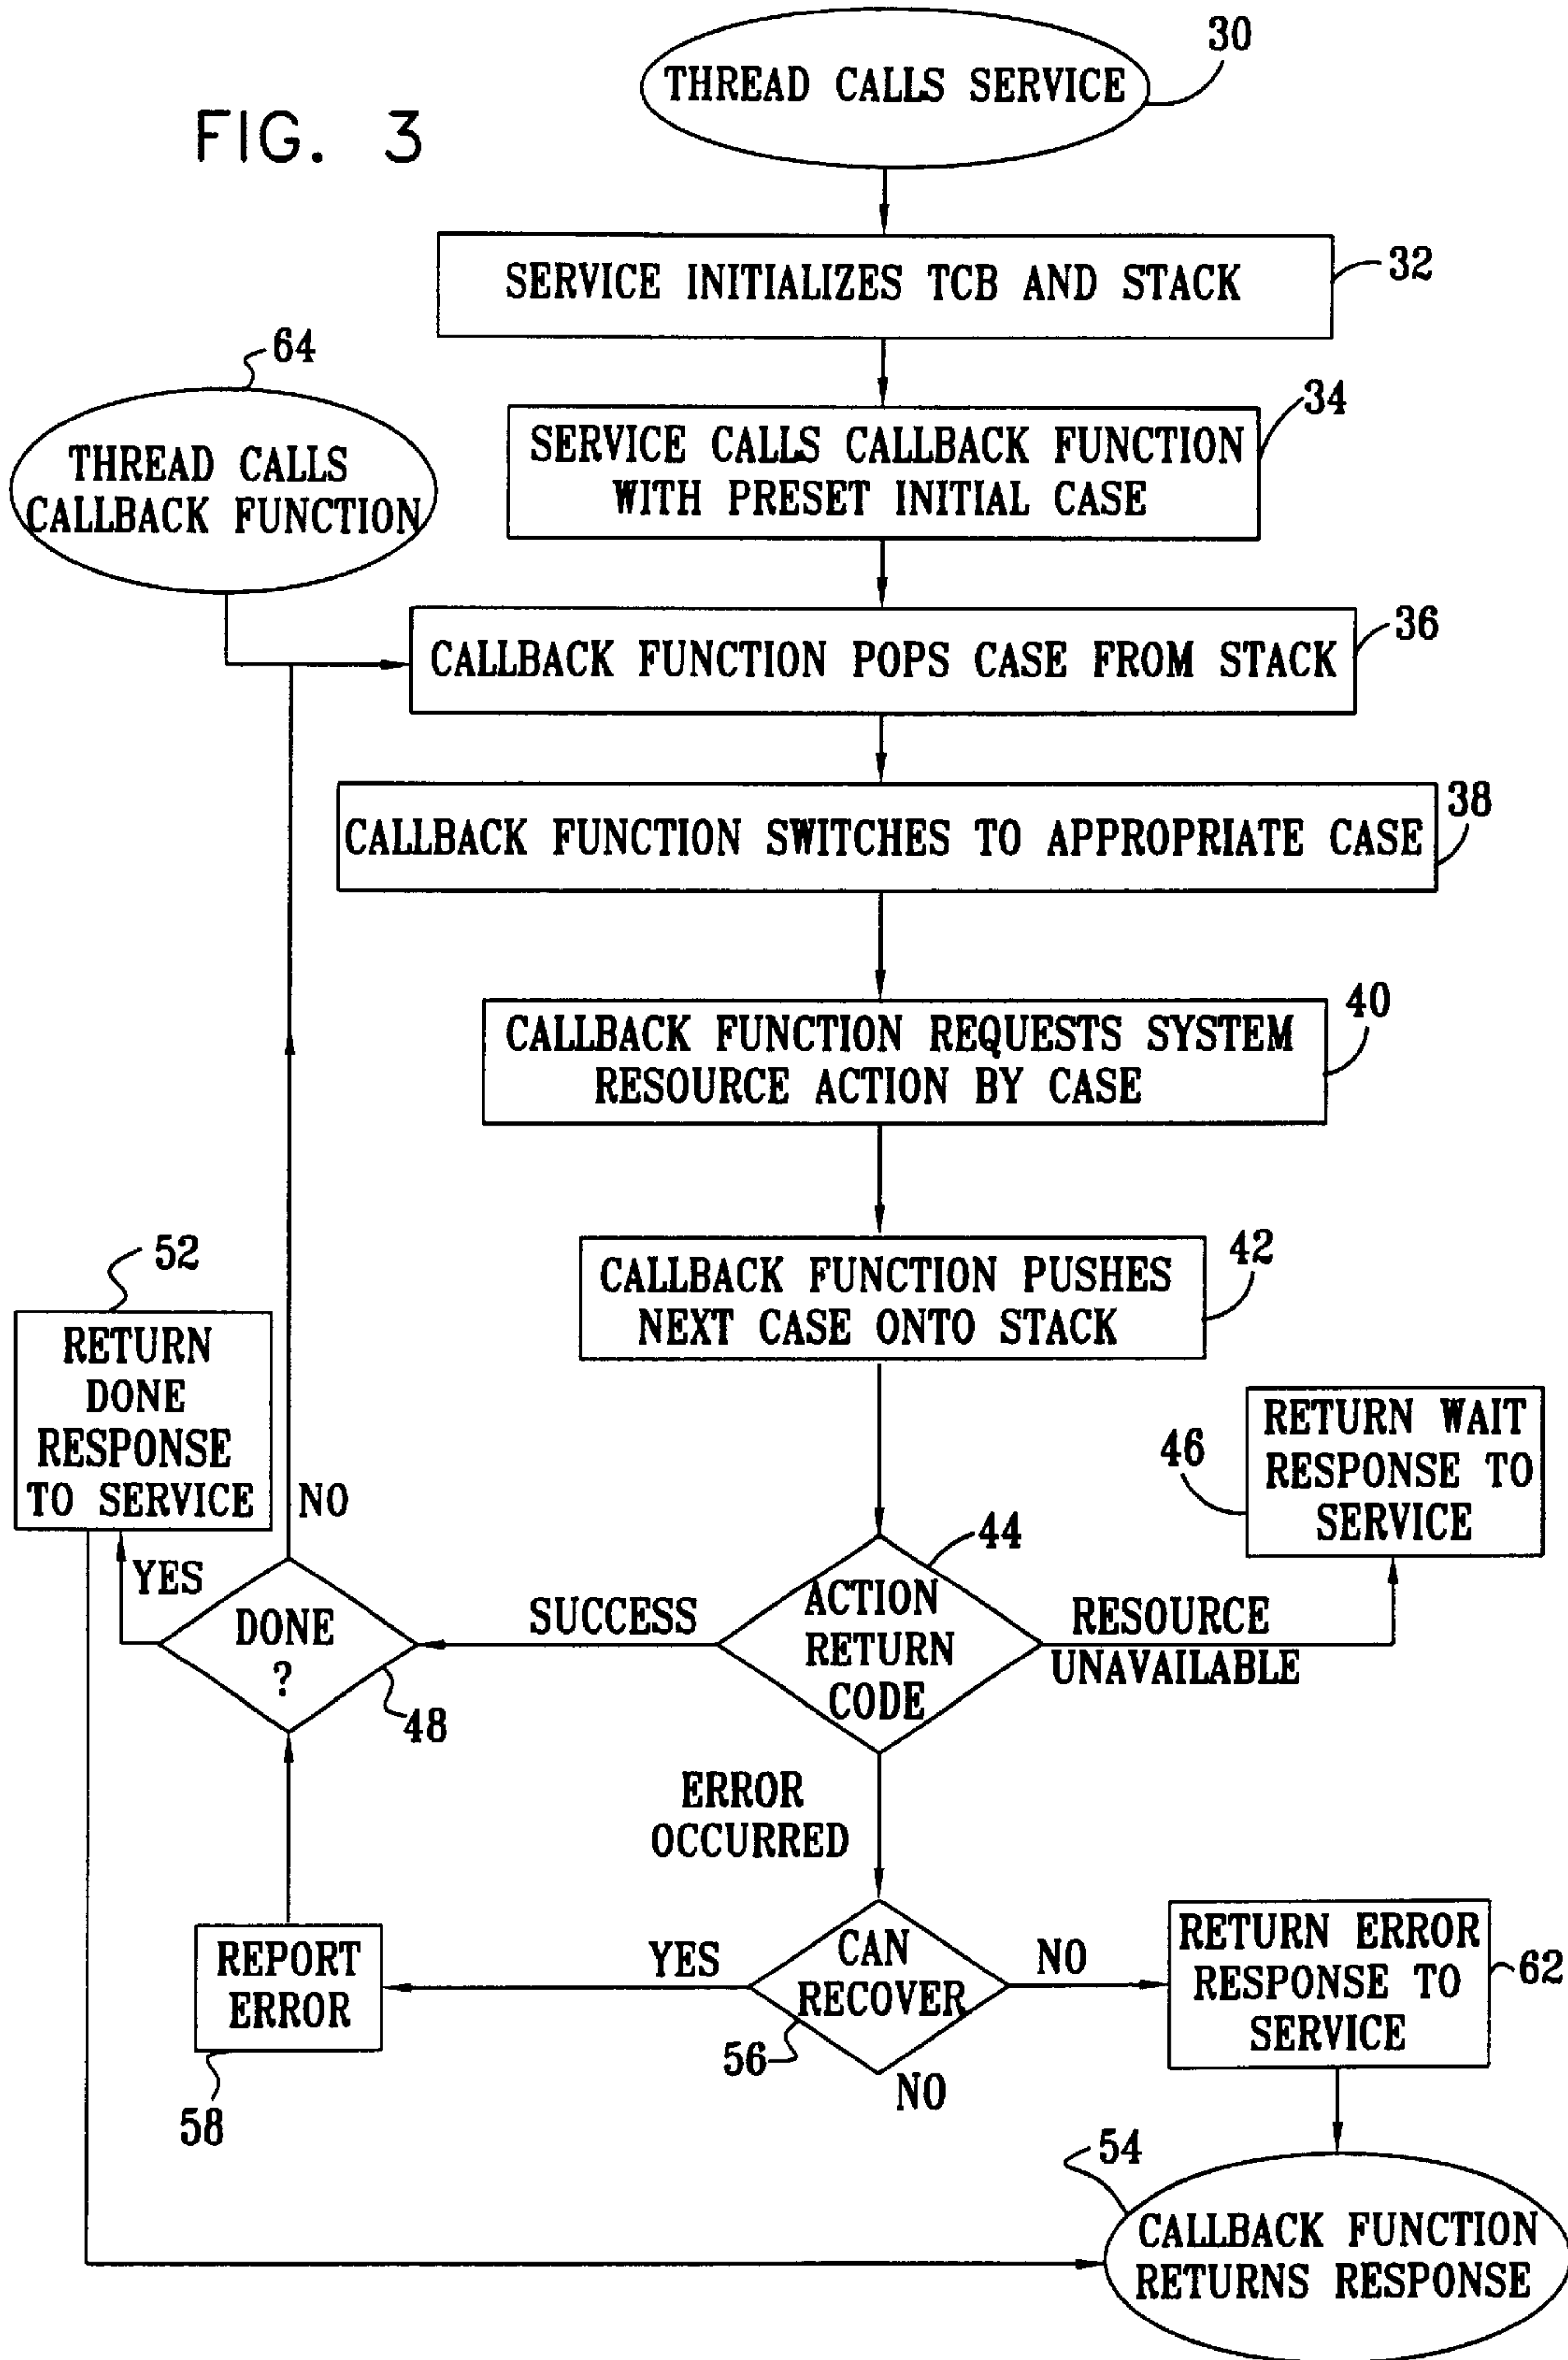 FIG. 3
THREAD CALLS SERVICE
30
SERVICE INITIALIZES TCB AND STACK
32
64
THREAD CALLS
CALLBACK FUNCTION
SERVICE CALLS CALLBACK FUNCTION
WITH PRESET INITIAL CASE
34
CALLBACK FUNCTION POPS CASE FROM STACK
36
CALLBACK FUNCTION SWITCHES TO APPROPRIATE CASE
38
CALLBACK FUNCTION REQUESTS SYSTEM
RESOURCE ACTION BY CASE
40
CALLBACK FUNCTION PUSHES
NEXT CASE ONTO STACK
42
52
RETURN
DONE
RESPONSE
TO SERVICE
NO
YES
DONE
?
48
SUCCESS
ACTION
RETURN
CODE
44
RESOURCE
UNAVAILABLE
46
RETURN WAIT
RESPONSE TO
SERVICE
ERROR
OCCURRED
REPORT
ERROR
58
YES
CAN
RECOVER
56
NO
NO
RETURN ERROR
RESPONSE TO
SERVICE
62
54
CALLBACK FUNCTION
RETURNS RESPONSE